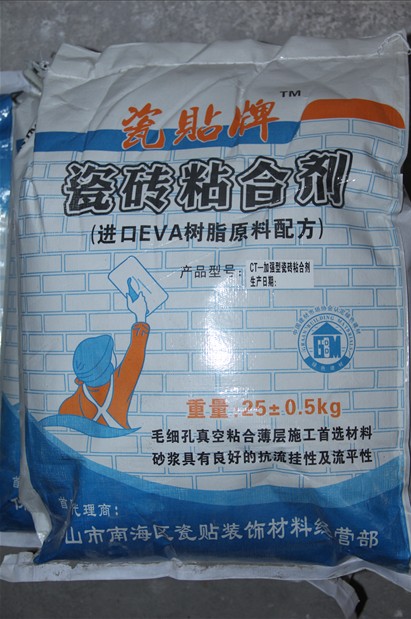 瓷貼牌 TM
瓷砖粘合剂
(进口EVA树脂原料配方)
产品型号: CT一加强型瓷砖粘合剂
生产日期:
重量:25±0.5kg
毛细孔真空粘合薄层施工首选材料
砂浆具有良好的抗流挂性及流平性
首代理商:
山市南海区瓷贴装饰材料经营部